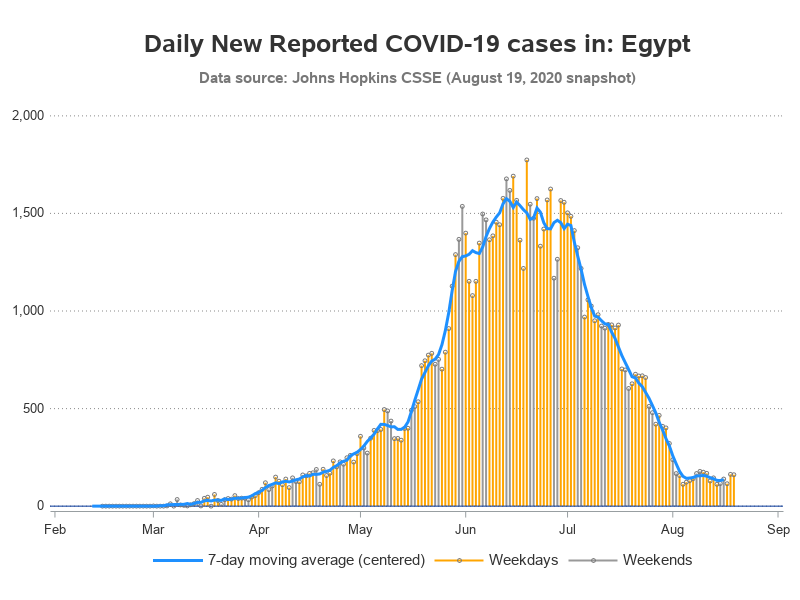 Daily New Reported COVID-19 cases in: Egypt
Data source: Johns Hopkins CSSE (August 19, 2020 snapshot)
2,000
1,500
1,000
500
0
Feb Mar Apr May Jun Jul Aug Sep
7-day moving average (centered) Weekdays Weekends